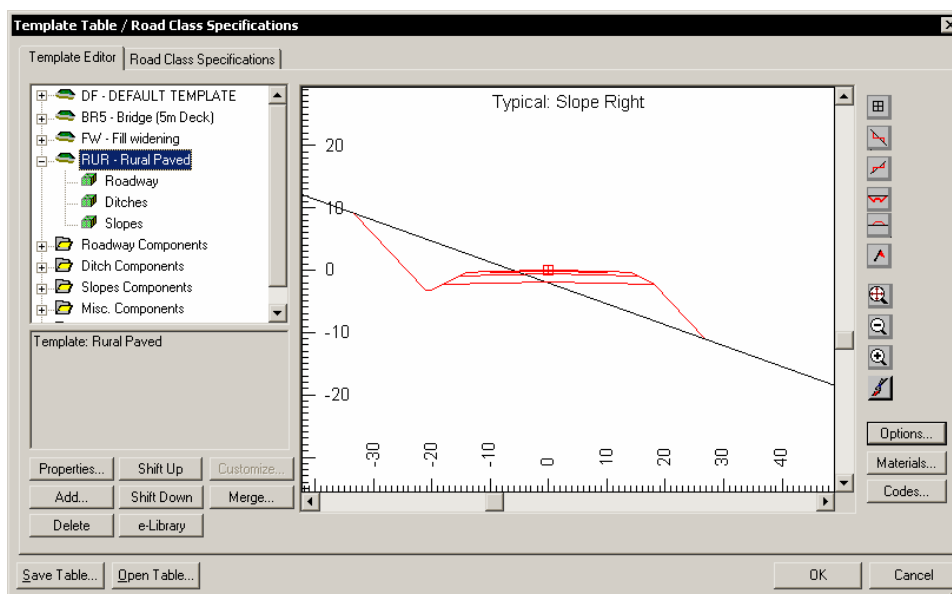 Template Table / Road Class Specifications
Template Editor
Road Class Specifications
DF - DEFAULT TEMPLATE
BR5 - Bridge (5m Deck)
FW - Fill widening
RUR - Rural Paved
Roadway
Ditches
Slopes
Roadway Components
Ditch Components
Slopes Components
Misc. Components
Template: Rural Paved
Properties...
Shift Up
Customize...
Add...
Shift Down
Merge...
Delete
e-Library
Typical: Slope Right
20
10
0
-10
-20
-30
-20
-10
0
10
20
30
40
Options...
Materials...
Codes...
Save Table...
Open Table...
OK
Cancel